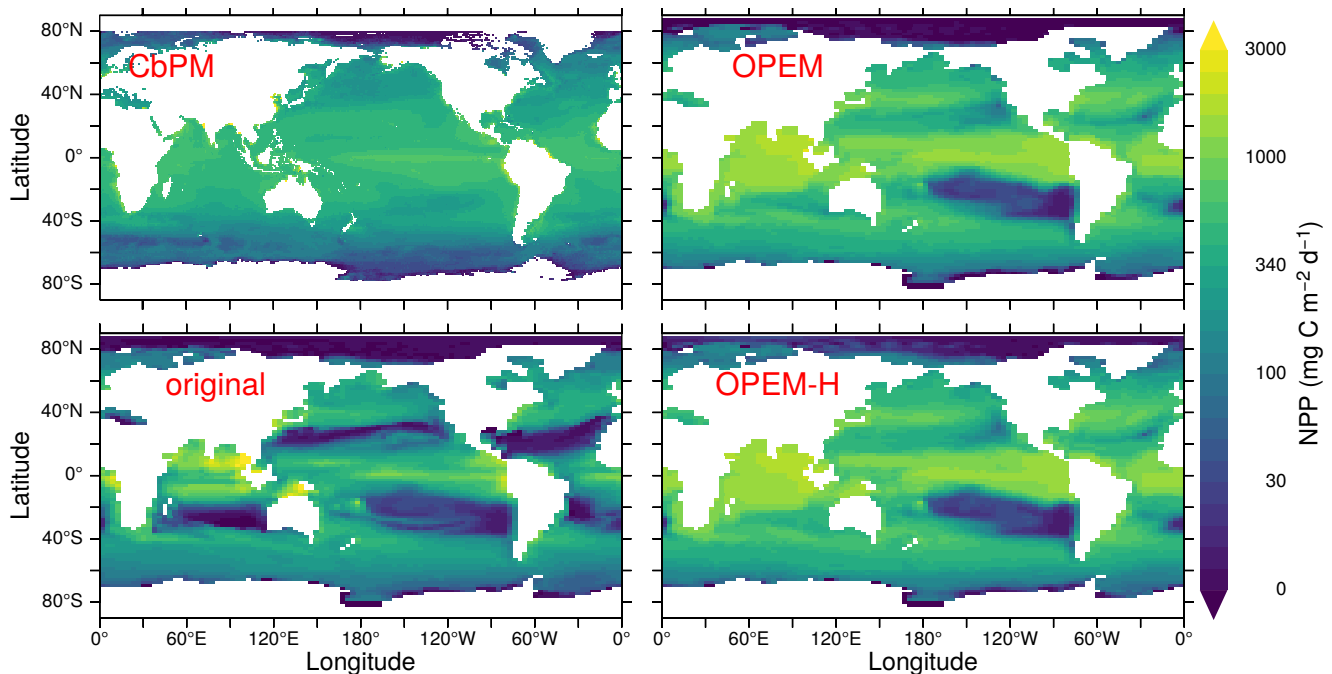 CbPM
OPEM
80°N
40°N
0°
40°S
80°S
Latitude
original
OPEM-H
80°N
40°N
0°
40°S
80°S
Latitude
0°
60°E
120°E
180°
120°W
60°W
0°
Longitude
0°
60°E
120°E
180°
120°W
60°W
0°
Longitude
3000
1000
340
100
30
0
NPP (mg C m⁻² d⁻¹)